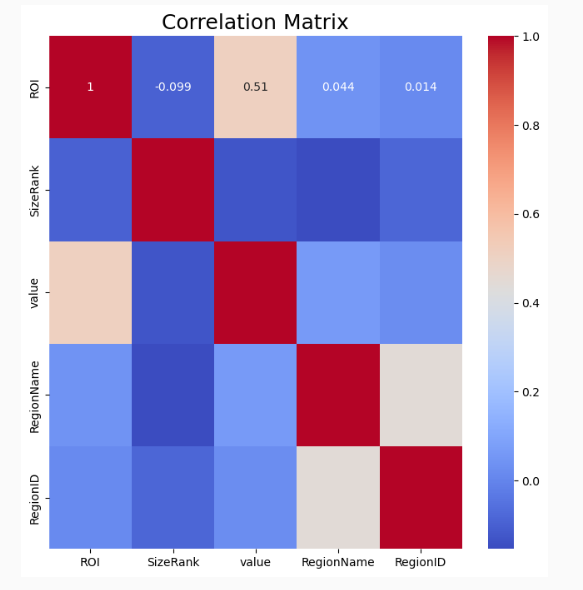 Correlation Matrix
ROI 1 -0.099 0.51 0.044 0.014
SizeRank
value
RegionName
RegionID
ROI SizeRank value RegionName RegionID
1.0
0.8
0.6
0.4
0.2
0.0